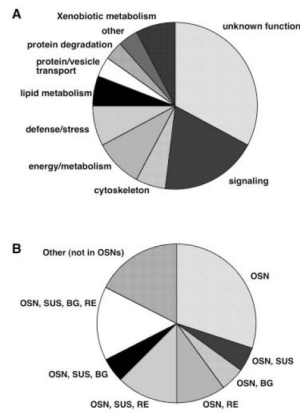 A
Xenobiotic metabolism
other
protein degradation
protein/vesicle
transport
lipid metabolism
defense/stress
energy/metabolism
cytoskeleton
signaling
unknown function
B
Other (not in OSNs)
OSN
OSN, SUS, BG, RE
OSN, SUS
OSN, BG
OSN, SUS, BG
OSN, RE
OSN, SUS, RE